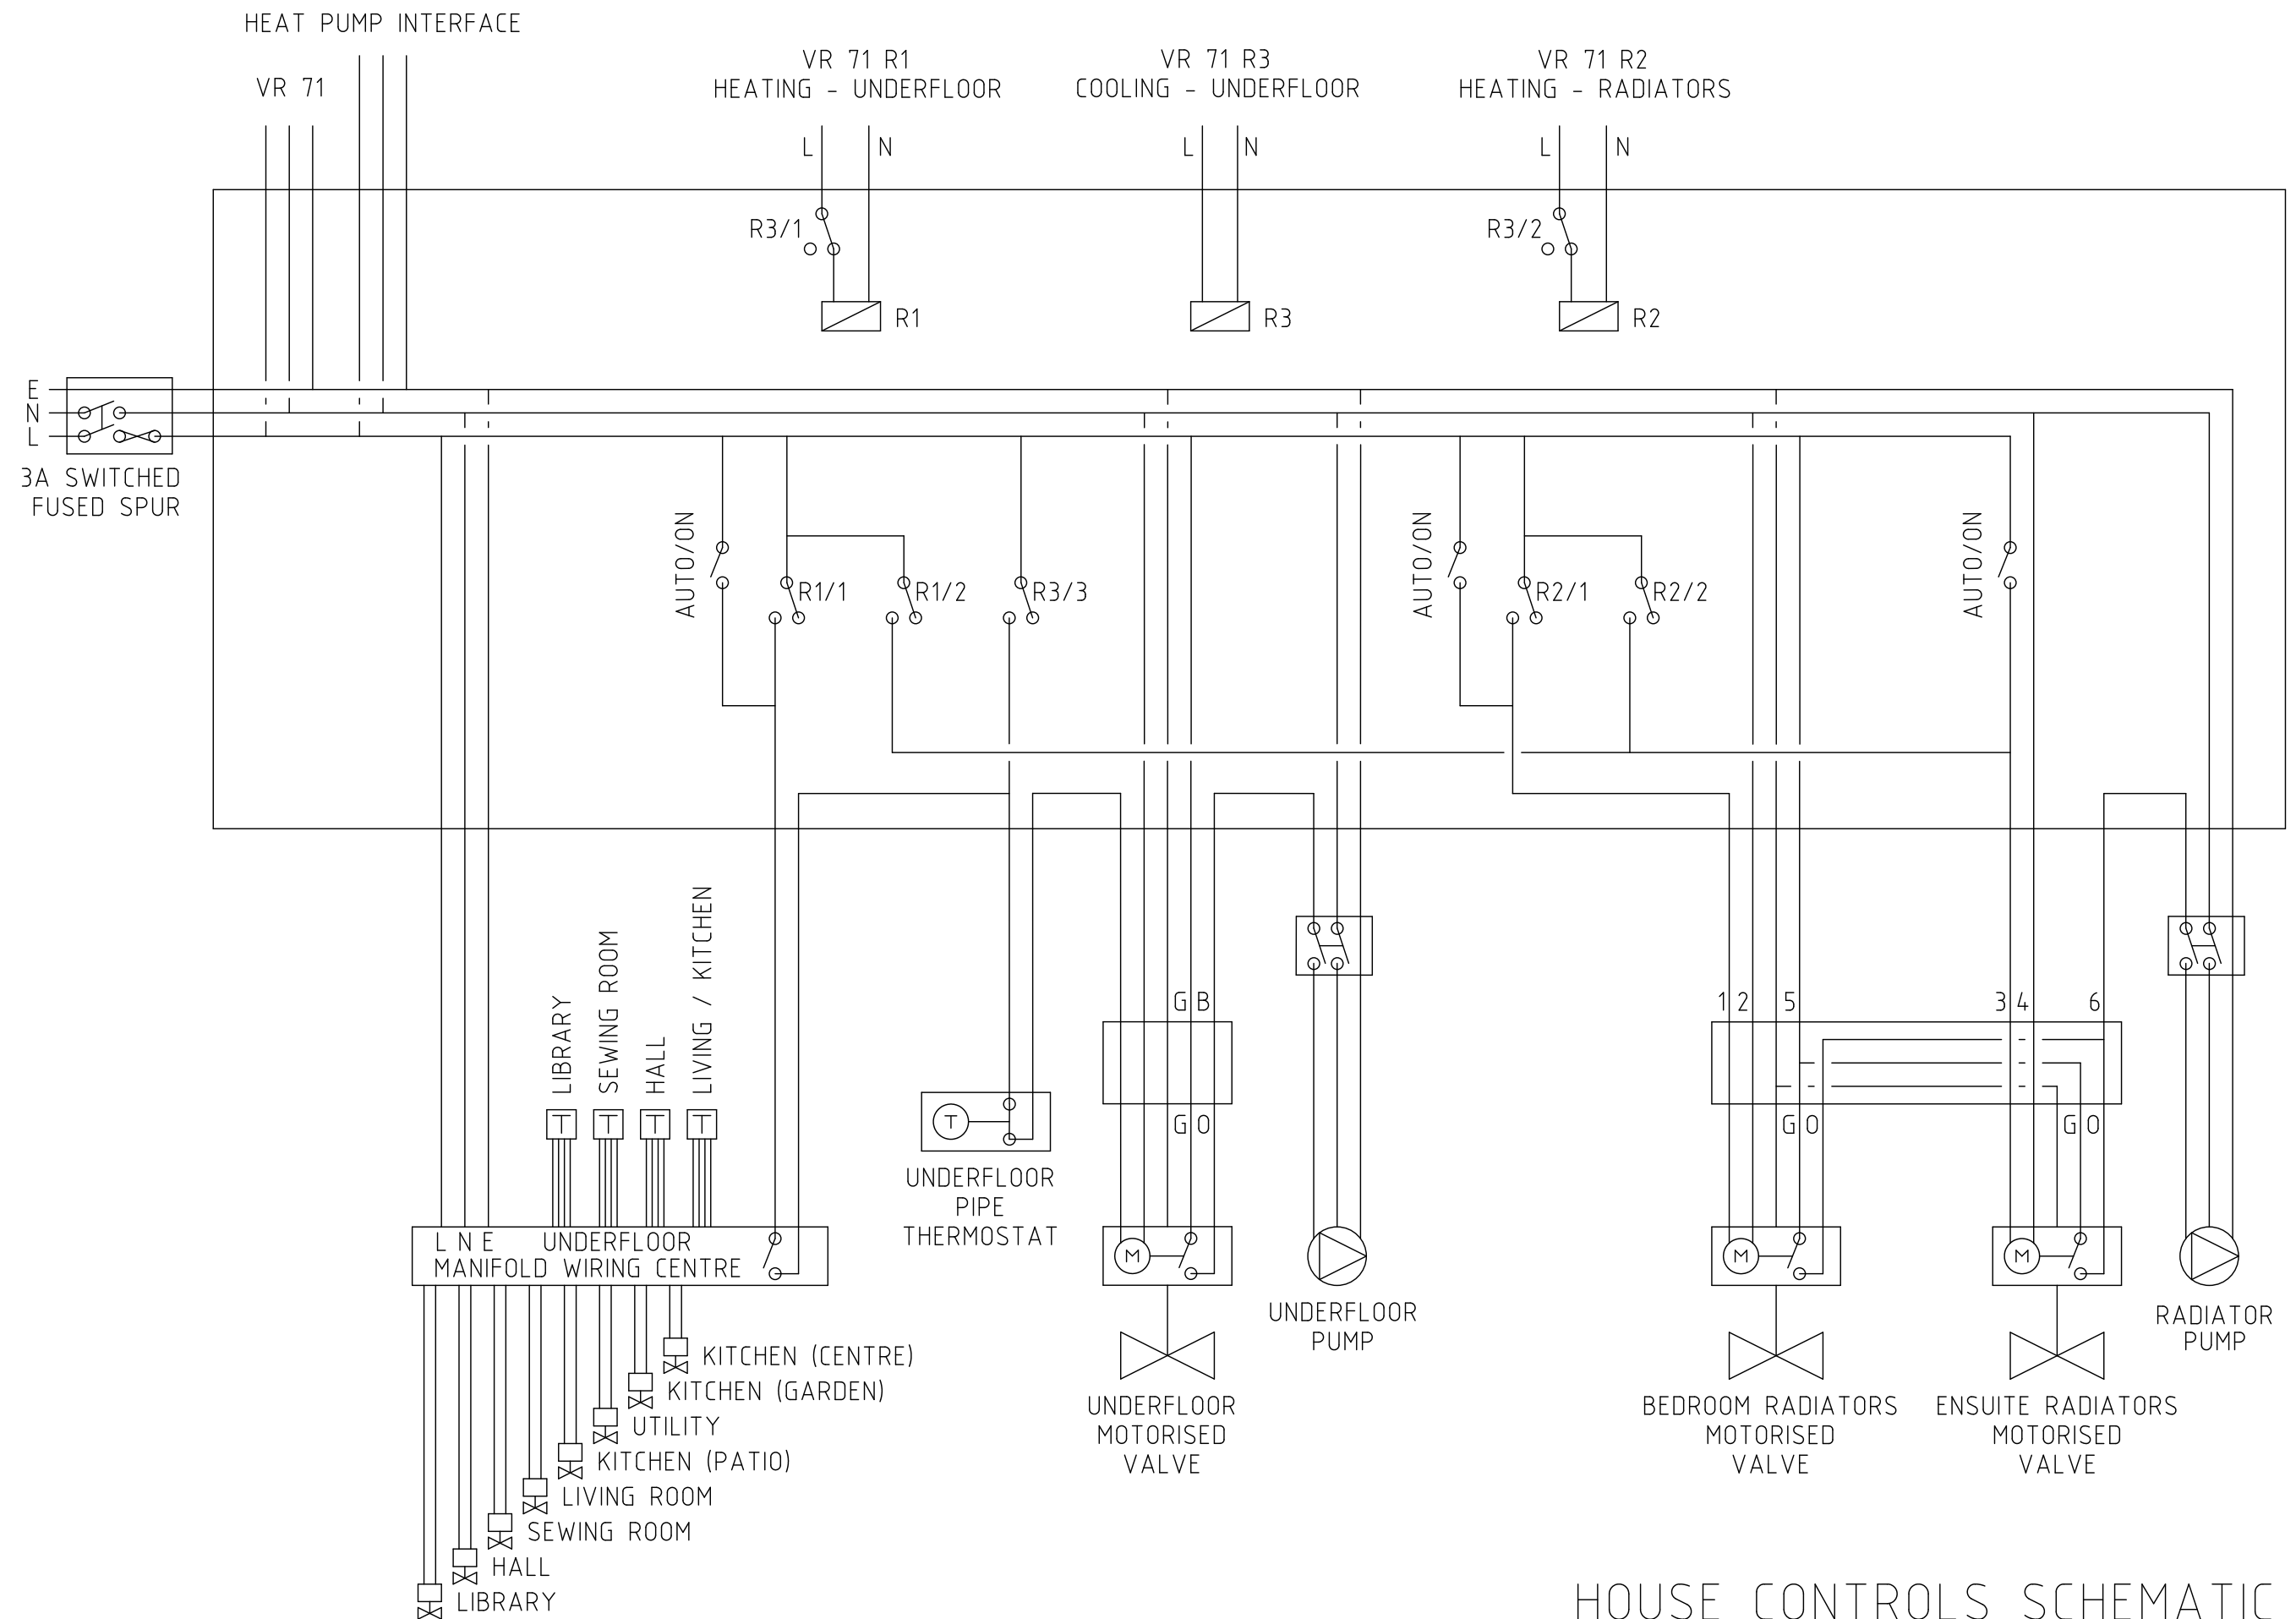 HEAT PUMP INTERFACE
VR 71
VR 71 R1
HEATING - UNDERFLOOR
VR 71 R3
COOLING - UNDERFLOOR
VR 71 R2
HEATING - RADIATORS
L N
L N
L N
R3/1
R3/2
R1
R3
R2
E
N
L
3A SWITCHED
FUSED SPUR
AUTO/ON
R1/1
R1/2
R3/3
AUTO/ON
R2/1
R2/2
AUTO/ON
LIBRARY
SEWING ROOM
HALL
LIVING / KITCHEN
G B
1 2 5 3 4 6
T
T T T T
G O
G O
G O
UNDERFLOOR
PIPE
THERMOSTAT
L N E UNDERFLOOR
MANIFOLD WIRING CENTRE
M
M
M
UNDERFLOOR
PUMP
RADIATOR
PUMP
KITCHEN (CENTRE)
KITCHEN (GARDEN)
UTILITY
KITCHEN (PATIO)
LIVING ROOM
SEWING ROOM
HALL
LIBRARY
UNDERFLOOR
MOTORISED
VALVE
BEDROOM RADIATORS
MOTORISED
VALVE
ENSUITE RADIATORS
MOTORISED
VALVE
HOUSE CONTROLS SCHEMATIC